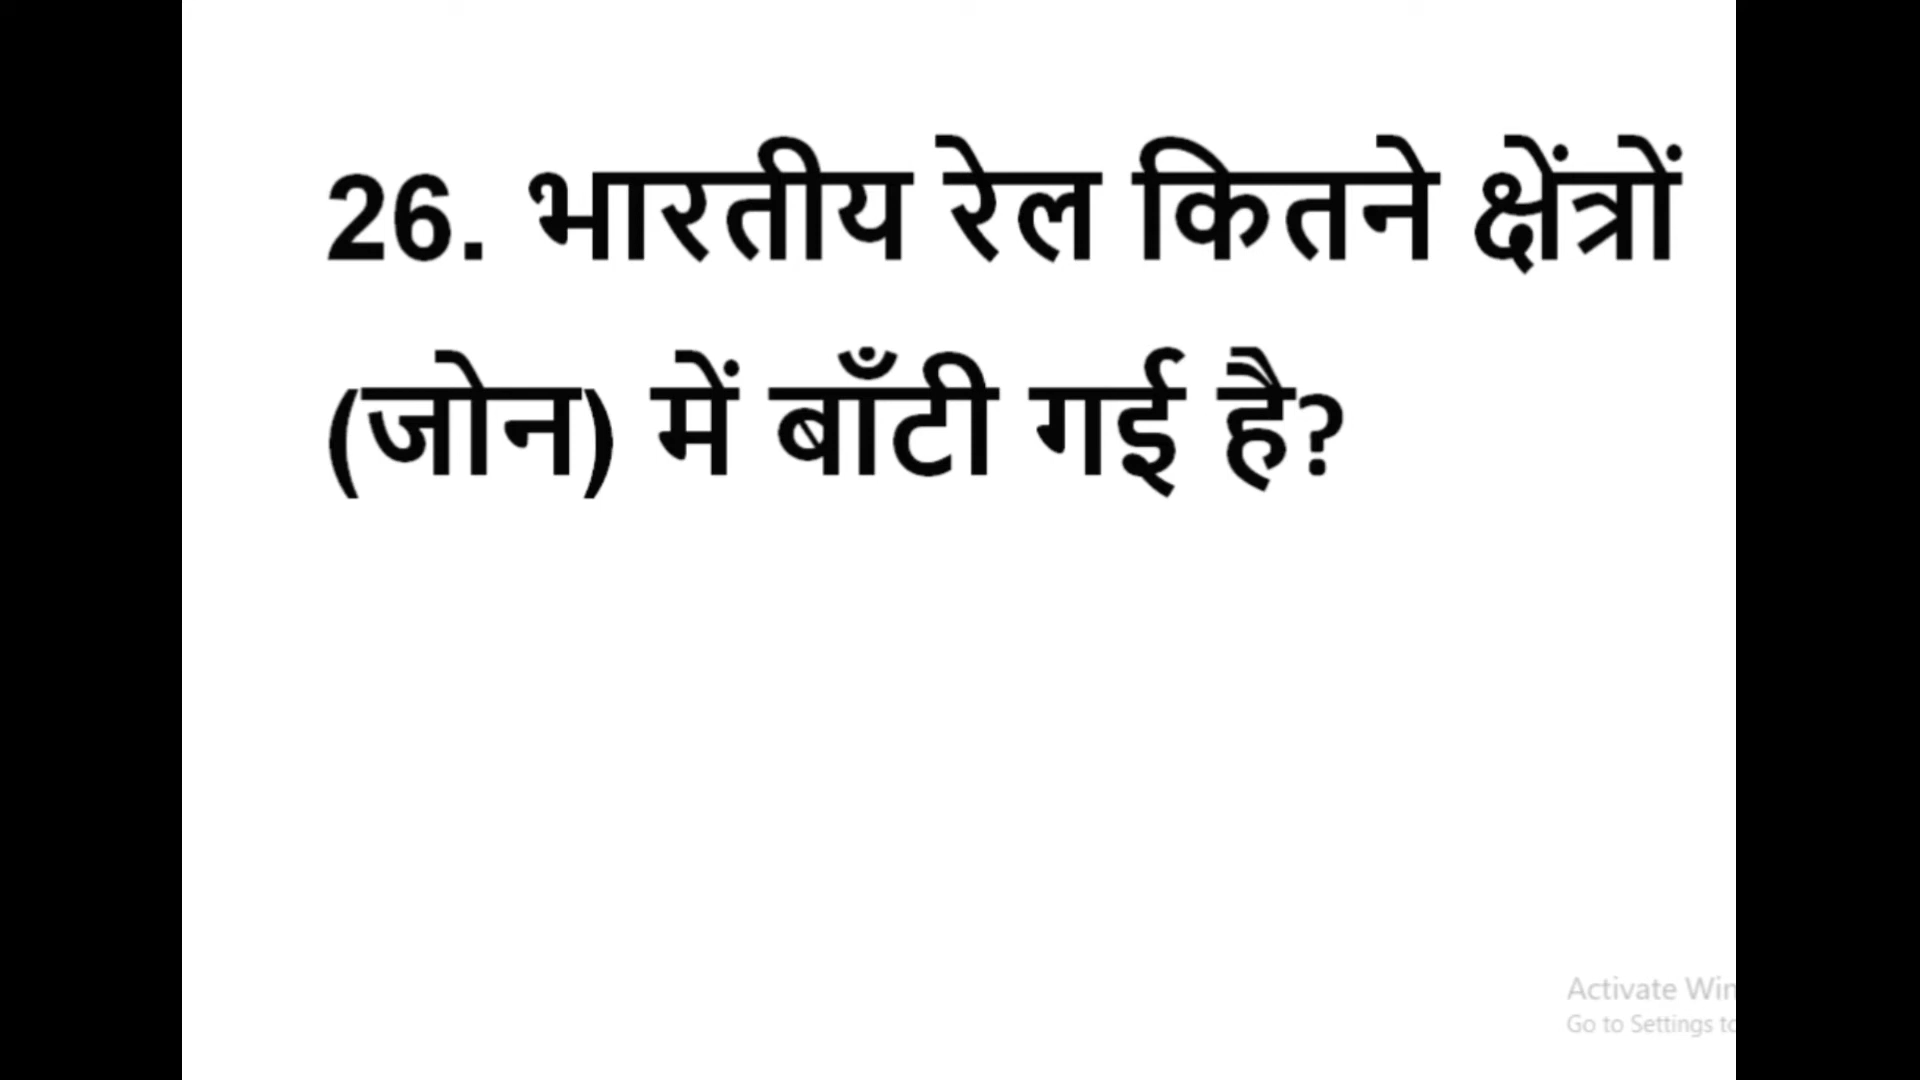 26. भारतीय रेल कितने क्षेंत्रों
(जोन) में बाँटी गई है?
Activate Win
Go to Settings to